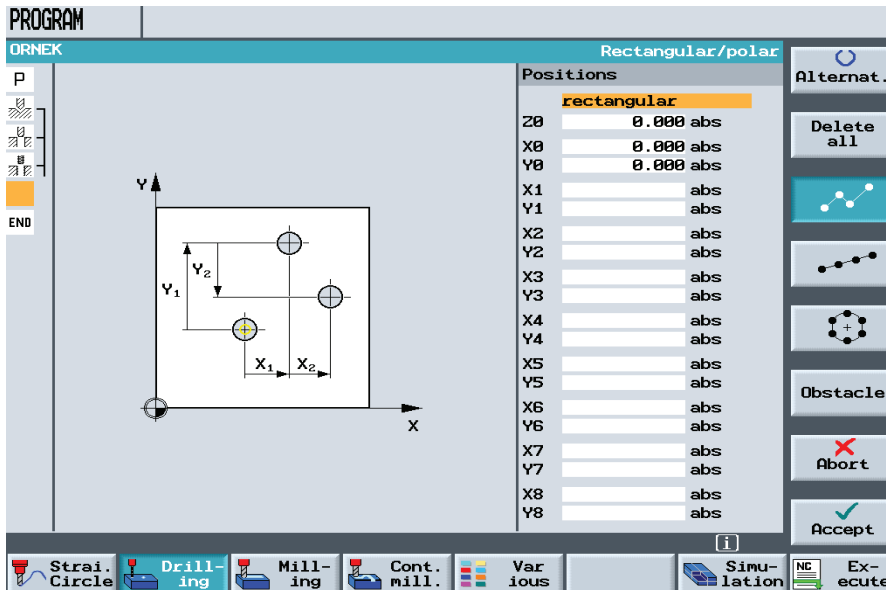 PROGRAM
ORNEK
Rectangular/polar
P
END
Y
Y1
Y2
X1
X2
X
Positions
rectangular
Z0 0.000 abs
X0 0.000 abs
Y0 0.000 abs
X1 abs
Y1 abs
X2 abs
Y2 abs
X3 abs
Y3 abs
X4 abs
Y4 abs
X5 abs
Y5 abs
X6 abs
Y6 abs
X7 abs
Y7 abs
X8 abs
Y8 abs
i
Alternat.
Delete
all
Obstacle
Abort
Accept
Strai.
Circle
Drill-
ing
Mill-
ing
Cont.
mill.
Var
ious
Simu-
lation
NC
Ex-
ecute